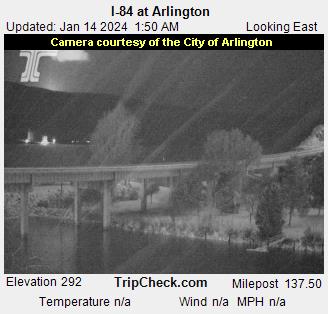 I-84 at Arlington
Updated: Jan 14 2024 1:50 AM Looking East
Camera courtesy of the City of Arlington
Elevation 292 TripCheck.com Milepost 137.50
Temperature n/a Wind n/a MPH n/a